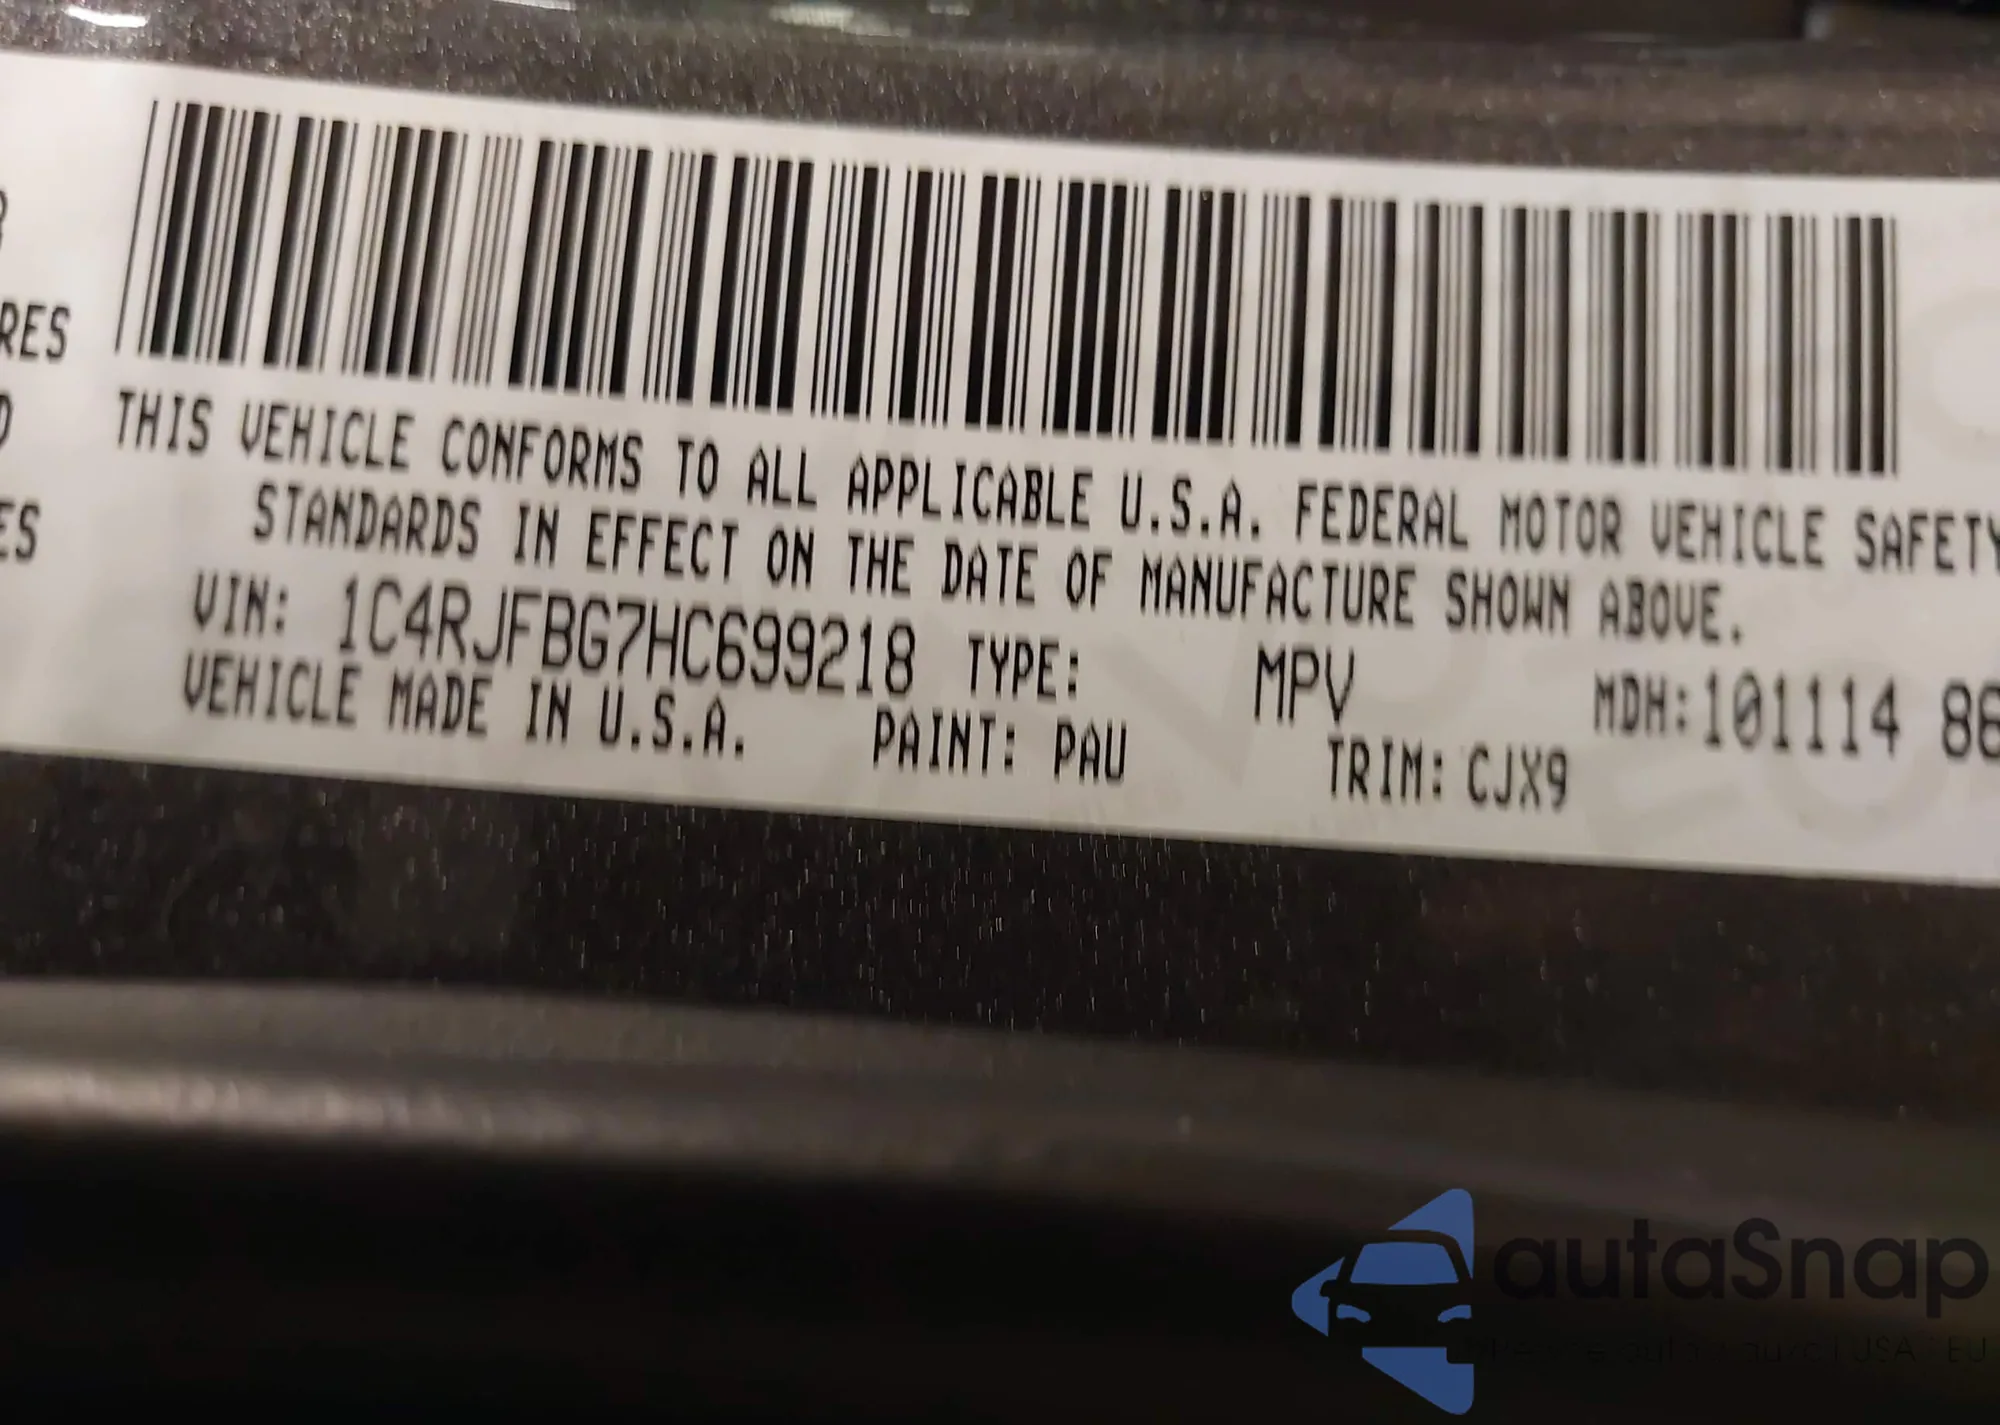 RES
ES
THIS VEHICLE CONFORMS TO ALL APPLICABLE U.S.A. FEDERAL MOTOR VEHICLE SAFETY
STANDARDS IN EFFECT ON THE DATE OF MANUFACTURE SHOWN ABOVE.
VIN: 1C4RJFBG7HC699218 TYPE: MPV MDH:101114 86
VEHICLE MADE IN U.S.A. PAINT: PAU TRIM: CJX9
autaSnap